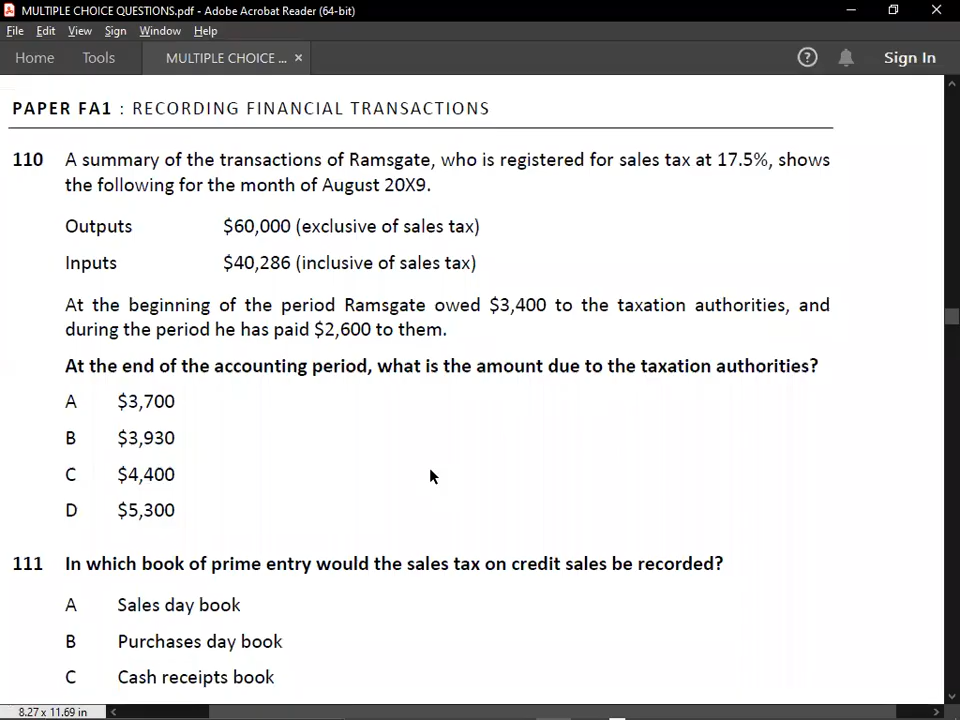 MULTIPLE CHOICE QUESTIONS.pdf - Adobe Acrobat Reader (64-bit)
File Edit View Sign Window Help
Home Tools MULTIPLE CHOICE ... × ? Sign In
PAPER FA1 : RECORDING FINANCIAL TRANSACTIONS
110 A summary of the transactions of Ramsgate, who is registered for sales tax at 17.5%, shows
the following for the month of August 20X9.
Outputs $60,000 (exclusive of sales tax)
Inputs $40,286 (inclusive of sales tax)
At the beginning of the period Ramsgate owed $3,400 to the taxation authorities, and
during the period he has paid $2,600 to them.
At the end of the accounting period, what is the amount due to the taxation authorities?
A $3,700
B $3,930
C $4,400
D $5,300
111 In which book of prime entry would the sales tax on credit sales be recorded?
A Sales day book
B Purchases day book
C Cash receipts book
8.27 x 11.69 in